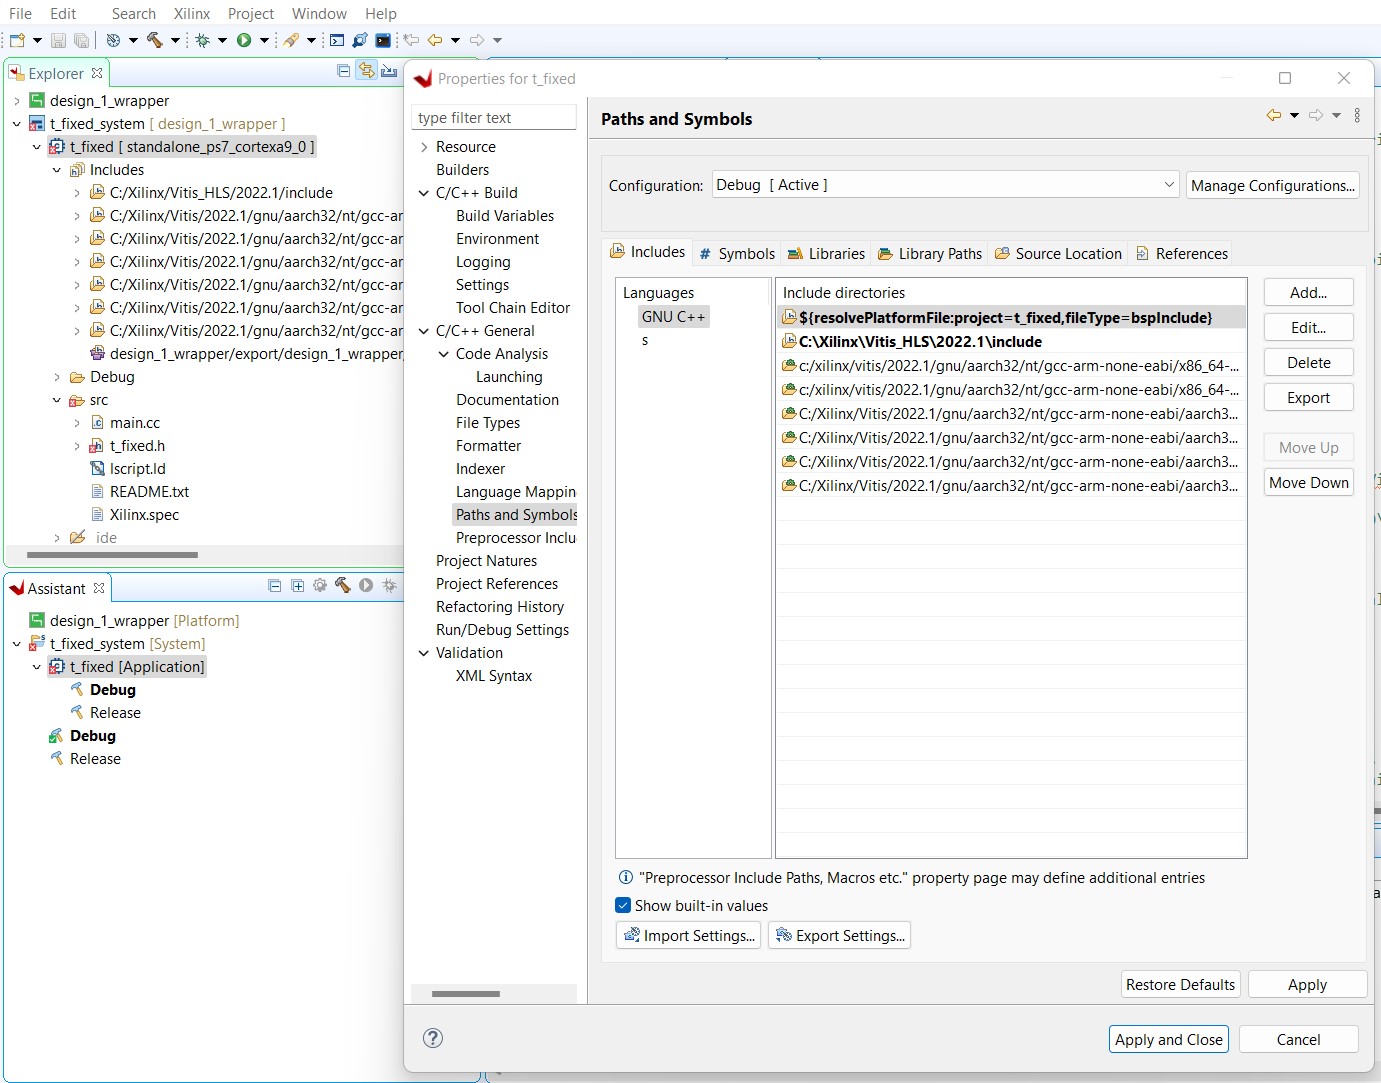 File Edit Search Xilinx Project Window Help
Explorer
design_1_wrapper
t_fixed_system [ design_1_wrapper ]
t_fixed [ standalone_ps7_cortexa9_0 ]
Includes
C:/Xilinx/Vitis_HLS/2022.1/include
C:/Xilinx/Vitis/2022.1/gnu/aarch32/nt/gcc-ar
C:/Xilinx/Vitis/2022.1/gnu/aarch32/nt/gcc-ar
C:/Xilinx/Vitis/2022.1/gnu/aarch32/nt/gcc-ar
C:/Xilinx/Vitis/2022.1/gnu/aarch32/nt/gcc-ar
C:/Xilinx/Vitis/2022.1/gnu/aarch32/nt/gcc-ar
C:/Xilinx/Vitis/2022.1/gnu/aarch32/nt/gcc-ar
design_1_wrapper/export/design_1_wrapper
Debug
src
main.cc
t_fixed.h
lscript.ld
README.txt
Xilinx.spec
ide
Assistant
design_1_wrapper [Platform]
t_fixed_system [System]
t_fixed [Application]
Debug
Release
Debug
Release
Properties for t_fixed
type filter text
Resource
Builders
C/C++ Build
Build Variables
Environment
Logging
Settings
Tool Chain Editor
C/C++ General
Code Analysis
Launching
Documentation
File Types
Formatter
Indexer
Language Mappin
Paths and Symbols
Preprocessor Inclu
Project Natures
Project References
Refactoring History
Run/Debug Settings
Validation
XML Syntax
Paths and Symbols
Configuration: Debug [ Active ] Manage Configurations...
Includes # Symbols Libraries Library Paths Source Location References
Languages
GNU C++
s
Include directories
${resolvePlatformFile:project=t_fixed,fileType=bspInclude}
C:\Xilinx\Vitis_HLS\2022.1\include
c:/xilinx/vitis/2022.1/gnu/aarch32/nt/gcc-arm-none-eabi/x86_64-...
c:/xilinx/vitis/2022.1/gnu/aarch32/nt/gcc-arm-none-eabi/x86_64-...
C:/Xilinx/Vitis/2022.1/gnu/aarch32/nt/gcc-arm-none-eabi/aarch3...
C:/Xilinx/Vitis/2022.1/gnu/aarch32/nt/gcc-arm-none-eabi/aarch3...
C:/Xilinx/Vitis/2022.1/gnu/aarch32/nt/gcc-arm-none-eabi/aarch3...
C:/Xilinx/Vitis/2022.1/gnu/aarch32/nt/gcc-arm-none-eabi/aarch3...
Add...
Edit...
Delete
Export
Move Up
Move Down
"Preprocessor Include Paths, Macros etc." property page may define additional entries
Show built-in values
Import Settings... Export Settings...
Restore Defaults Apply
Apply and Close Cancel